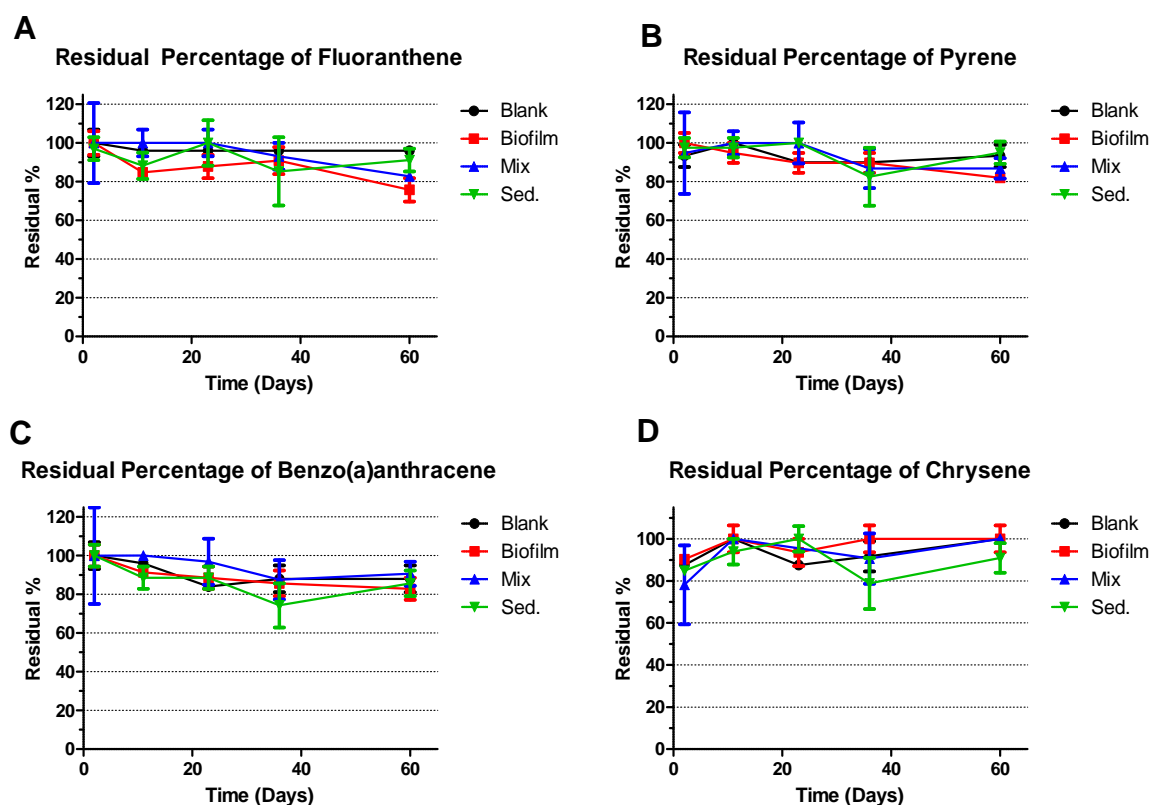 A
Residual Percentage of Fluoranthene
Residual %
120
100
80
60
40
20
0
0 20 40 60
Time (Days)
Blank
Biofilm
Mix
Sed.
B
Residual Percentage of Pyrene
Residual %
120
100
80
60
40
20
0
0 20 40 60
Time (Days)
Blank
Biofilm
Mix
Sed.
C
Residual Percentage of Benzo(a)anthracene
Residual %
120
100
80
60
40
20
0
0 20 40 60
Time (Days)
Blank
Biofilm
Mix
Sed.
D
Residual Percentage of Chrysene
Residual %
100
80
60
40
20
0
0 20 40 60
Time (Days)
Blank
Biofilm
Mix
Sed.